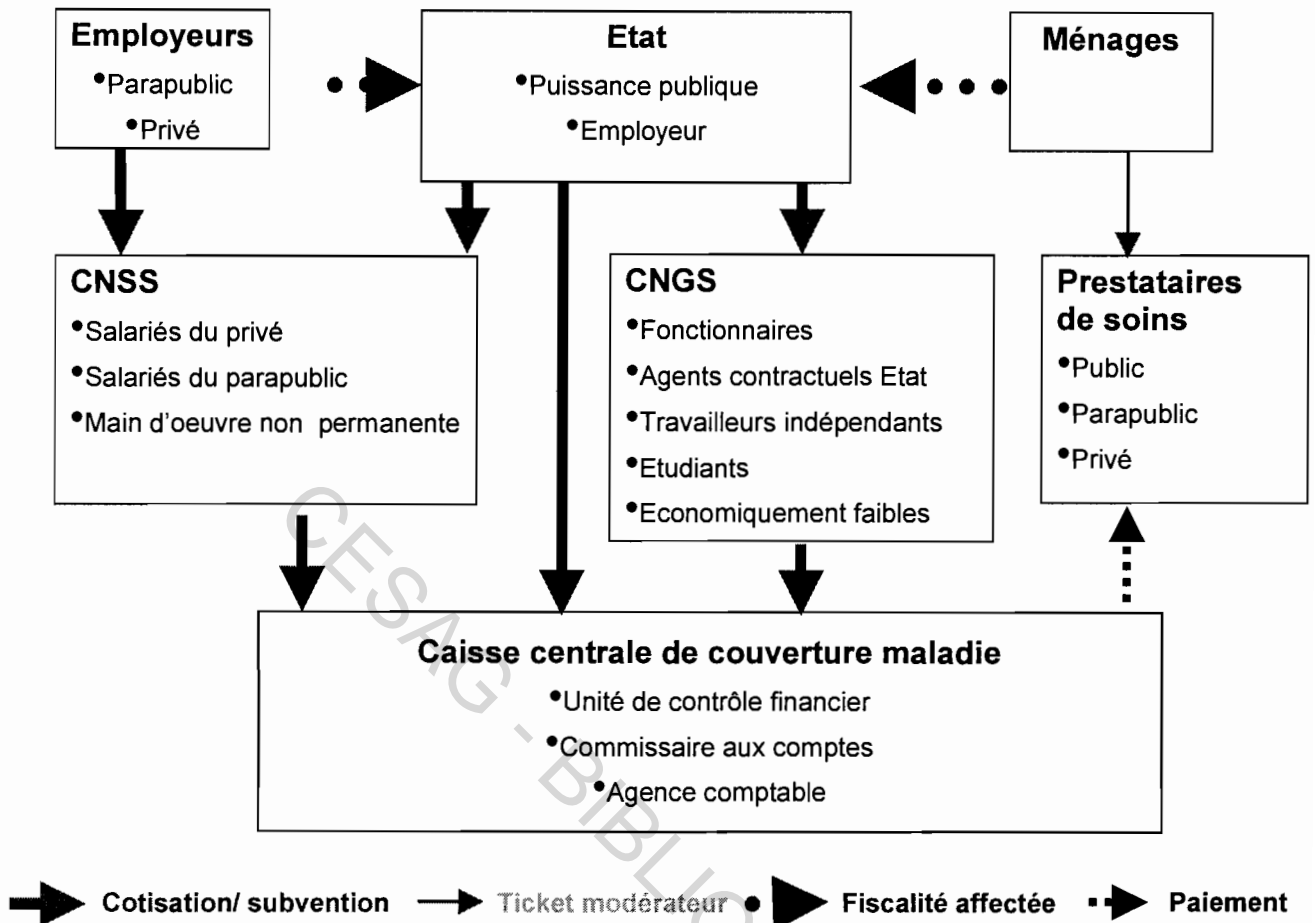 Employeurs
•Parapublic
•Privé
Etat
•Puissance publique
•Employeur
Ménages
CNSS
•Salariés du privé
•Salariés du parapublic
•Main d'oeuvre non permanente
CNGS
•Fonctionnaires
•Agents contractuels Etat
•Travailleurs indépendants
•Etudiants
•Economiquement faibles
Prestataires
de soins
•Public
•Parapublic
•Privé
Caisse centrale de couverture maladie
•Unité de contrôle financier
•Commissaire aux comptes
•Agence comptable
Cotisation/ subvention
Ticket modérateur
Fiscalité affectée
Paiement
CESAG - BIBLIO